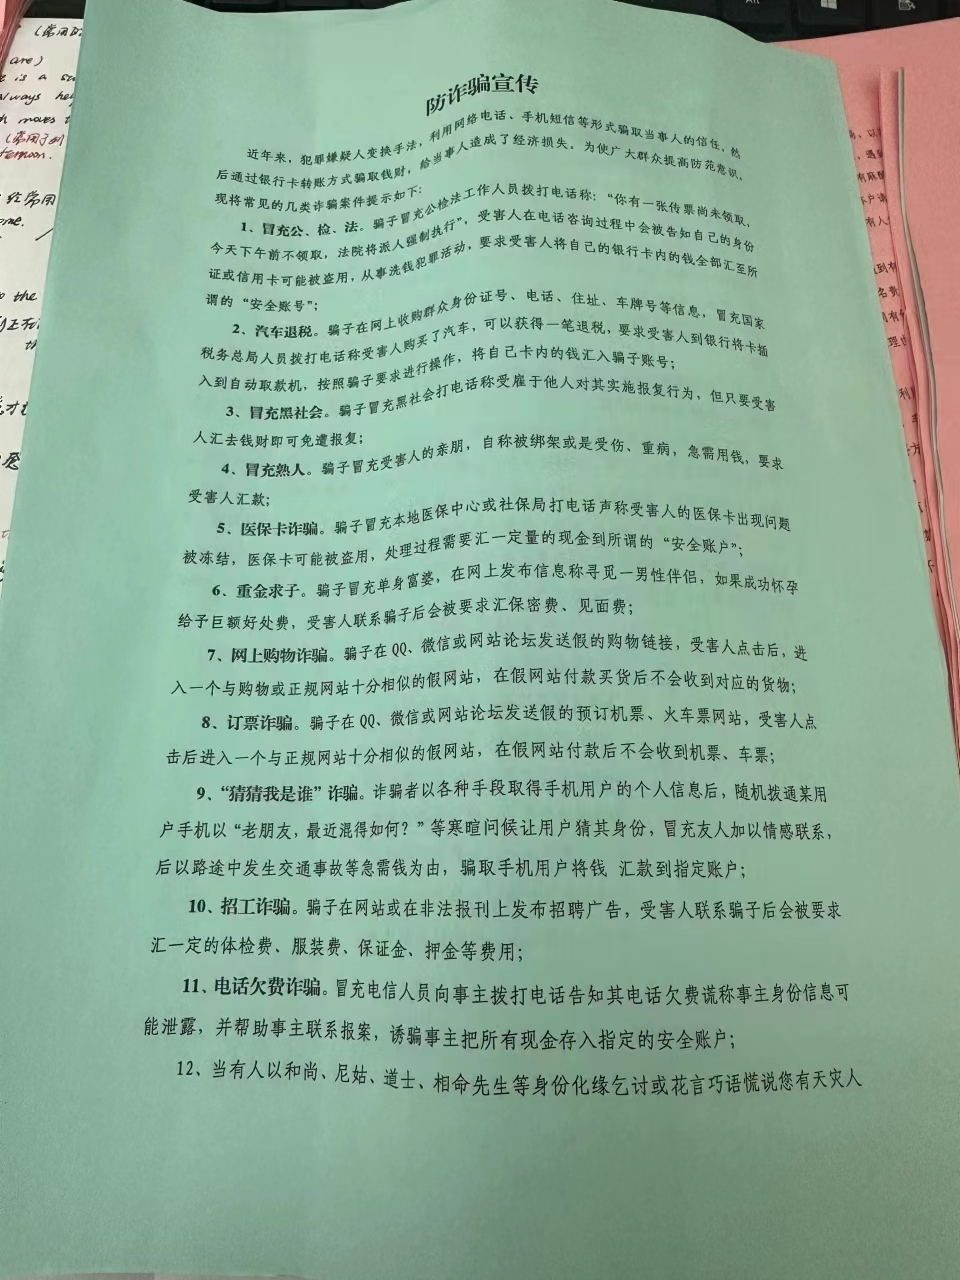 防诈骗宣传
近年来，犯罪嫌疑人变换手法，利用网络电话、手机短信等形式骗取当事人的信任，然
后通过银行卡转账方式骗取钱财，给当事人造成了经济损失。为使广大群众提高防范意识，
现将常见的几类诈骗案件提示如下：
1、冒充公、检、法。骗子冒充公检法工作人员拨打电话称：“你有一张传票尚未领取，
今天下午前不领取，法院将派人强制执行”，受害人在电话咨询过程中会被告知自己的身份
证或信用卡可能被盗用，从事洗钱犯罪活动，要求受害人将自己的银行卡内的钱全部汇至所
谓的“安全账号”；
2、汽车退税。骗子在网上收购群众身份证号、电话、住址、车牌号等信息，冒充国家
税务总局人员拨打电话称受害人购买了汽车，可以获得一笔退税，要求受害人到银行将卡插
入到自动取款机，按照骗子要求进行操作，将自己卡内的钱汇入骗子账号；
3、冒充黑社会。骗子冒充黑社会打电话称受雇于他人对其实施报复行为，但只要受害
人汇去钱财即可免遭报复；
4、冒充熟人。骗子冒充受害人的亲朋，自称被绑架或是受伤、重病，急需用钱，要求
受害人汇款；
5、医保卡诈骗。骗子冒充本地医保中心或社保局打电话声称受害人的医保卡出现问题
被冻结，医保卡可能被盗用，处理过程需要汇一定量的现金到所谓的“安全账户”；
6、重金求子。骗子冒充单身富婆，在网上发布信息称寻觅一男性伴侣，如果成功怀孕
给予巨额好处费，受害人联系骗子后会被要求汇保密费、见面费；
7、网上购物诈骗。骗子在QQ、微信或网站论坛发送假的购物链接，受害人点击后，进
入一个与购物或正规网站十分相似的假网站，在假网站付款买货后不会收到对应的货物；
8、订票诈骗。骗子在QQ、微信或网站论坛发送假的预订机票、火车票网站，受害人点
击后进入一个与正规网站十分相似的假网站，在假网站付款后不会收到机票、车票；
9、“猜猜我是谁”诈骗。诈骗者以各种手段取得手机用户的个人信息后，随机拨通某用
户手机以“老朋友，最近混得如何？”等寒暄问候让用户猜其身份，冒充友人加以情感联系，
后以路途中发生交通事故等急需钱为由，骗取手机用户将钱 汇款到指定账户；
10、招工诈骗。骗子在网站或在非法报刊上发布招聘广告，受害人联系骗子后会被要求
汇一定的体检费、服装费、保证金、押金等费用；
11、电话欠费诈骗。冒充电信人员向事主拨打电话告知其电话欠费谎称事主身份信息可
能泄露，并帮助事主联系报案，诱骗事主把所有现金存入指定的安全账户；
12、当有人以和尚、尼姑、道士、相命先生等身份化缘乞讨或花言巧语慌说您有天灾人